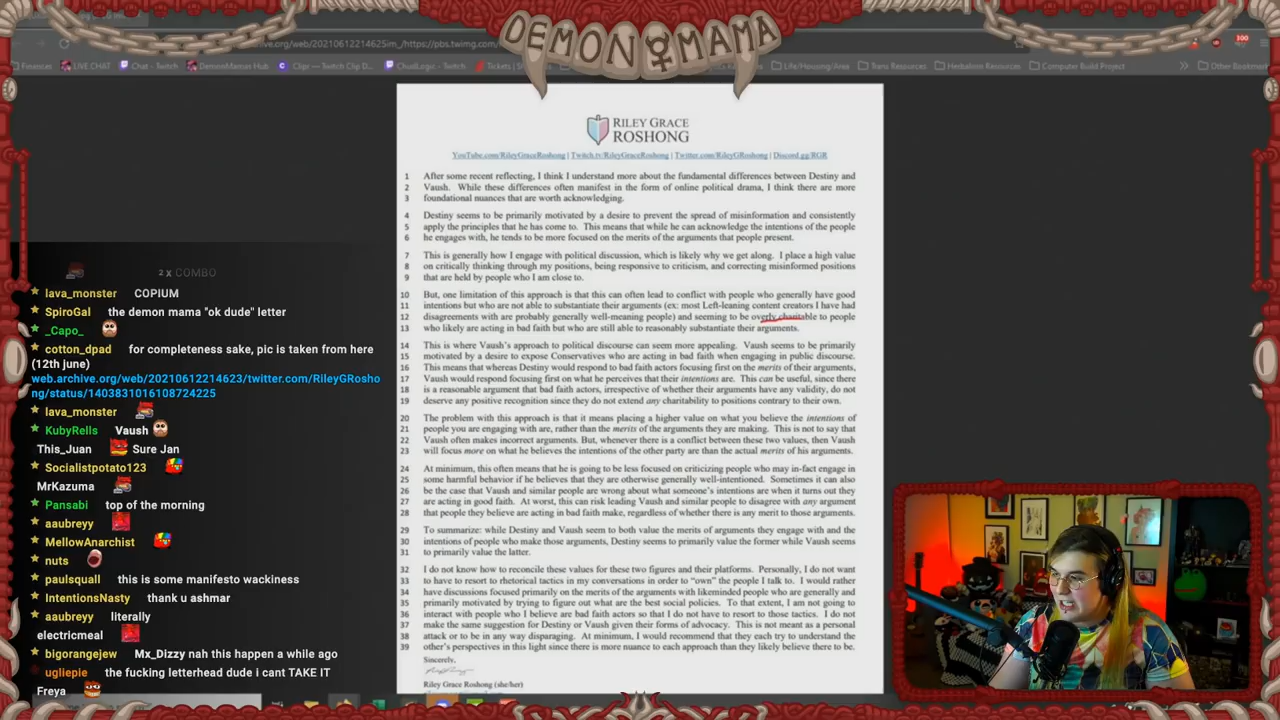 DEMON MAMA
archive.org/web/20210612214625im_/https://pbs.twimg.com/
100
Finances
LIVE CHAT
Chat - Twitch
DemonMamas Hub
Clipr — Twitch Clip D...
ChatLogic - Twitch
Tickets |
Life/Housing/Area
Trans Resources
Herbalism Resources
Computer Build Project
Other Bookmark
RILEY GRACE
ROSHONG
YouTube.com/RileyGraceRoshong | Twitch.tv/RileyGraceRoshong | Twitter.com/RileyGRoshong | Discord.gg/RGR
1 After some recent reflecting, I think I understand more about the fundamental differences between Destiny and
2 Vaush. While these differences often manifest in the form of online political drama, I think there are more
3 foundational nuances that are worth acknowledging.
4 Destiny seems to be primarily motivated by a desire to prevent the spread of misinformation and consistently
5 apply the principles that he has come to. This means that while he can acknowledge the intentions of the people
6 he engages with, he tends to be more focused on the merits of the arguments that people present.
7 This is generally how I engage with political discussion, which is likely why we get along. I place a high value
8 on critically thinking through my positions, being responsive to criticism, and correcting misinformed positions
9 that are held by people who I am close to.
10 But, one limitation of this approach is that this can often lead to conflict with people who generally have good
11 intentions but who are not able to substantiate their arguments (ex: most Left-leaning content creators I have had
12 disagreements with are probably generally well-meaning people) and seeming to be overly charitable to people
13 who likely are acting in bad faith but who are still able to reasonably substantiate their arguments.
14 This is where Vaush's approach to political discourse can seem more appealing. Vaush seems to be primarily
15 motivated by a desire to expose Conservatives who are acting in bad faith when engaging in public discourse.
16 This means that whereas Destiny would respond to bad faith actors focusing first on the merits of their arguments,
17 Vaush would respond focusing first on what he perceives that their intentions are. This can be useful, since there
18 is a reasonable argument that bad faith actors, irrespective of whether their arguments have any validity, do not
19 deserve any positive recognition since they do not extend any charitability to positions contrary to their own.
20 The problem with this approach is that it means placing a higher value on what you believe the intentions of
21 people you are engaging with are, rather than the merits of the arguments they are making. This is not to say that
22 Vaush often makes incorrect arguments. But, whenever there is a conflict between these two values, then Vaush
23 will focus more on what he believes the intentions of the other party are than the actual merits of his arguments.
24 At minimum, this often means that he is going to be less focused on criticizing people who may in-fact engage in
25 some harmful behavior if he believes that they are otherwise generally well-intentioned. Sometimes it can also
26 be the case that Vaush and similar people are wrong about what someone's intentions are when it turns out they
27 are acting in good faith. At worst, this can risk leading Vaush and similar people to disagree with any argument
28 that people they believe are acting in bad faith make, regardless of whether there is any merit to those arguments.
29 To summarize: while Destiny and Vaush seem to both value the merits of arguments they engage with and the
30 intentions of people who make those arguments, Destiny seems to primarily value the former while Vaush seems
31 to primarily value the latter.
32 I do not know how to reconcile these values for these two figures and their platforms. Personally, I do not want
33 to have to resort to rhetorical tactics in my conversations in order to "own" the people I talk to. I would rather
34 have discussions focused primarily on the merits of the arguments with likeminded people who are generally and
35 primarily motivated by trying to figure out what are the best social policies. To that extent, I am not going to
36 interact with people who I believe are bad faith actors so that I do not have to resort to those tactics. I do not
37 make the same suggestion for Destiny or Vaush given their forms of advocacy. This is not meant as a personal
38 attack or to be in any way disparaging. At minimum, I would recommend that they each try to understand the
39 other's perspectives in this light since there is more nuance to each approach than they likely believe there to be.
Sincerely,
Riley Grace Roshong (she/her)
2 x COMBO
lava_monster COPIUM
SpiroGal the demon mama "ok dude" letter
_Capo_
cotton_dpad for completeness sake, pic is taken from here
(12th june)
web.archive.org/web/20210612214623/twitter.com/RileyGRosho
ng/status/1403831016108724225
lava_monster
KubyRells Vaush
This_Juan Sure Jan
Socialistpotato123
MrKazuma
Pansabi top of the morning
aaubreyy
MellowAnarchist
nuts
paulsquall this is some manifesto wackiness
IntentionsNasty thank u ashmar
aaubreyy literally
electricmeal
bigorangejew Mx_Dizzy nah this happen a while ago
ugliepie the fucking letterhead dude i cant TAKE IT
Freya